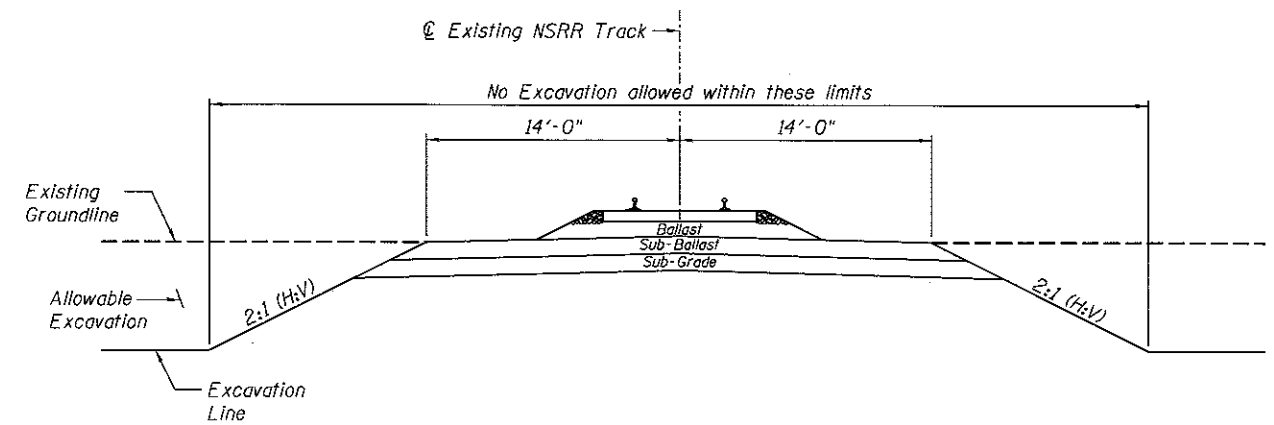 ℄ Existing NSRR Track
No Excavation allowed within these limits
14'-0" 14'-0"
Existing
Groundline
Ballast
Sub-Ballast
Sub-Grade
Allowable
Excavation
2:1 (H:V) 2:1 (H:V)
Excavation
Line